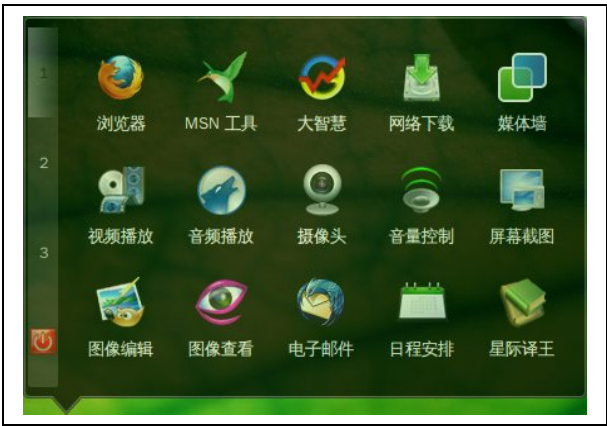 1
浏览器 MSN 工具 大智慧 网络下载 媒体墙
2
视频播放 音频播放 摄像头 音量控制 屏幕截图
3
图像编辑 图像查看 电子邮件 日程安排 星际译王